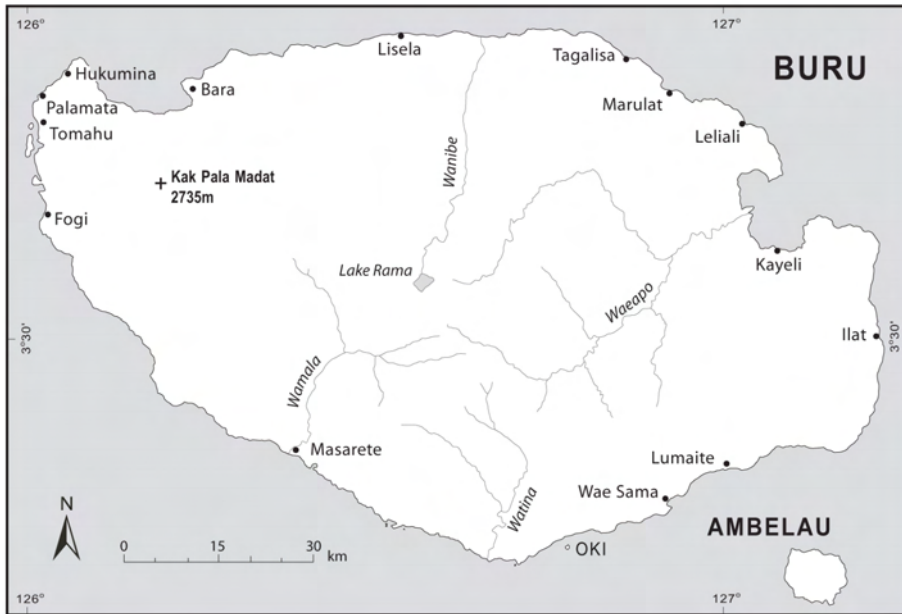 126°
127°
Lisela
Tagalisa
BURU
Hukumina
Bara
Palamata
Marulat
Tomahu
Leliali
Wanibe
Kak Pala Madat
2735m
Fogi
Lake Rama
Kayeli
Waeapo
3°30'
Ilat
3°30'
Wamala
Masarete
Lumaite
Wae Sama
Watina
N
AMBELAU
OKI
0 15 30
km
126°
127°